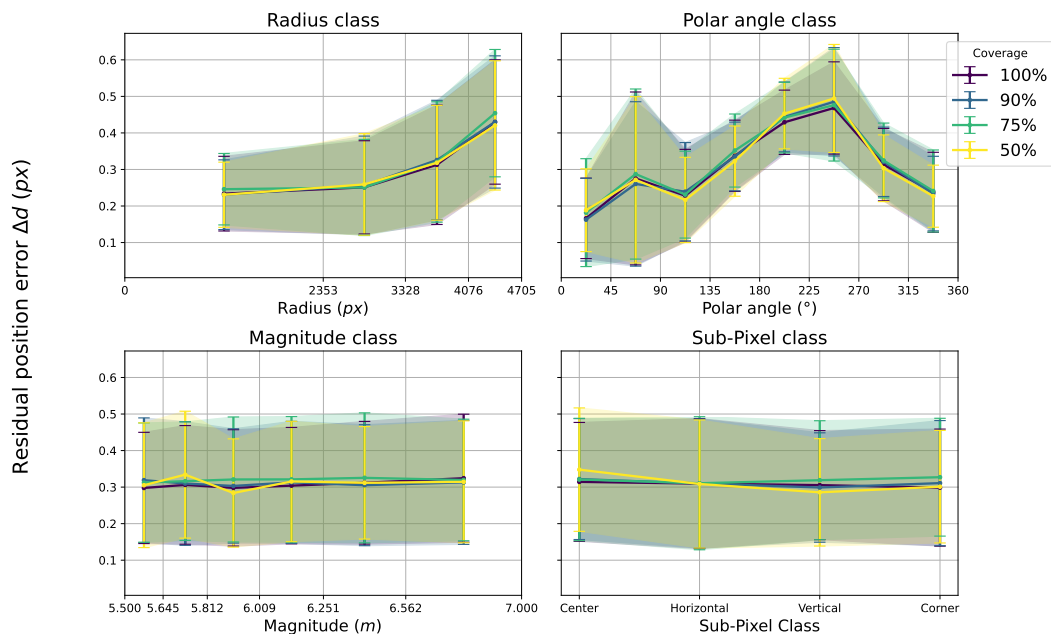 Radius class
Polar angle class
Coverage
100%
90%
75%
50%
0.6
0.5
0.4
0.3
0.2
0.1
0 2353 3328 4076 4705
Radius (px)
0 45 90 135 180 225 270 315 360
Polar angle (°)
Residual position error Δd (px)
Magnitude class
Sub-Pixel class
0.6
0.5
0.4
0.3
0.2
0.1
5.500 5.645 5.812 6.009 6.251 6.562 7.000
Magnitude (m)
Center Horizontal Vertical Corner
Sub-Pixel Class